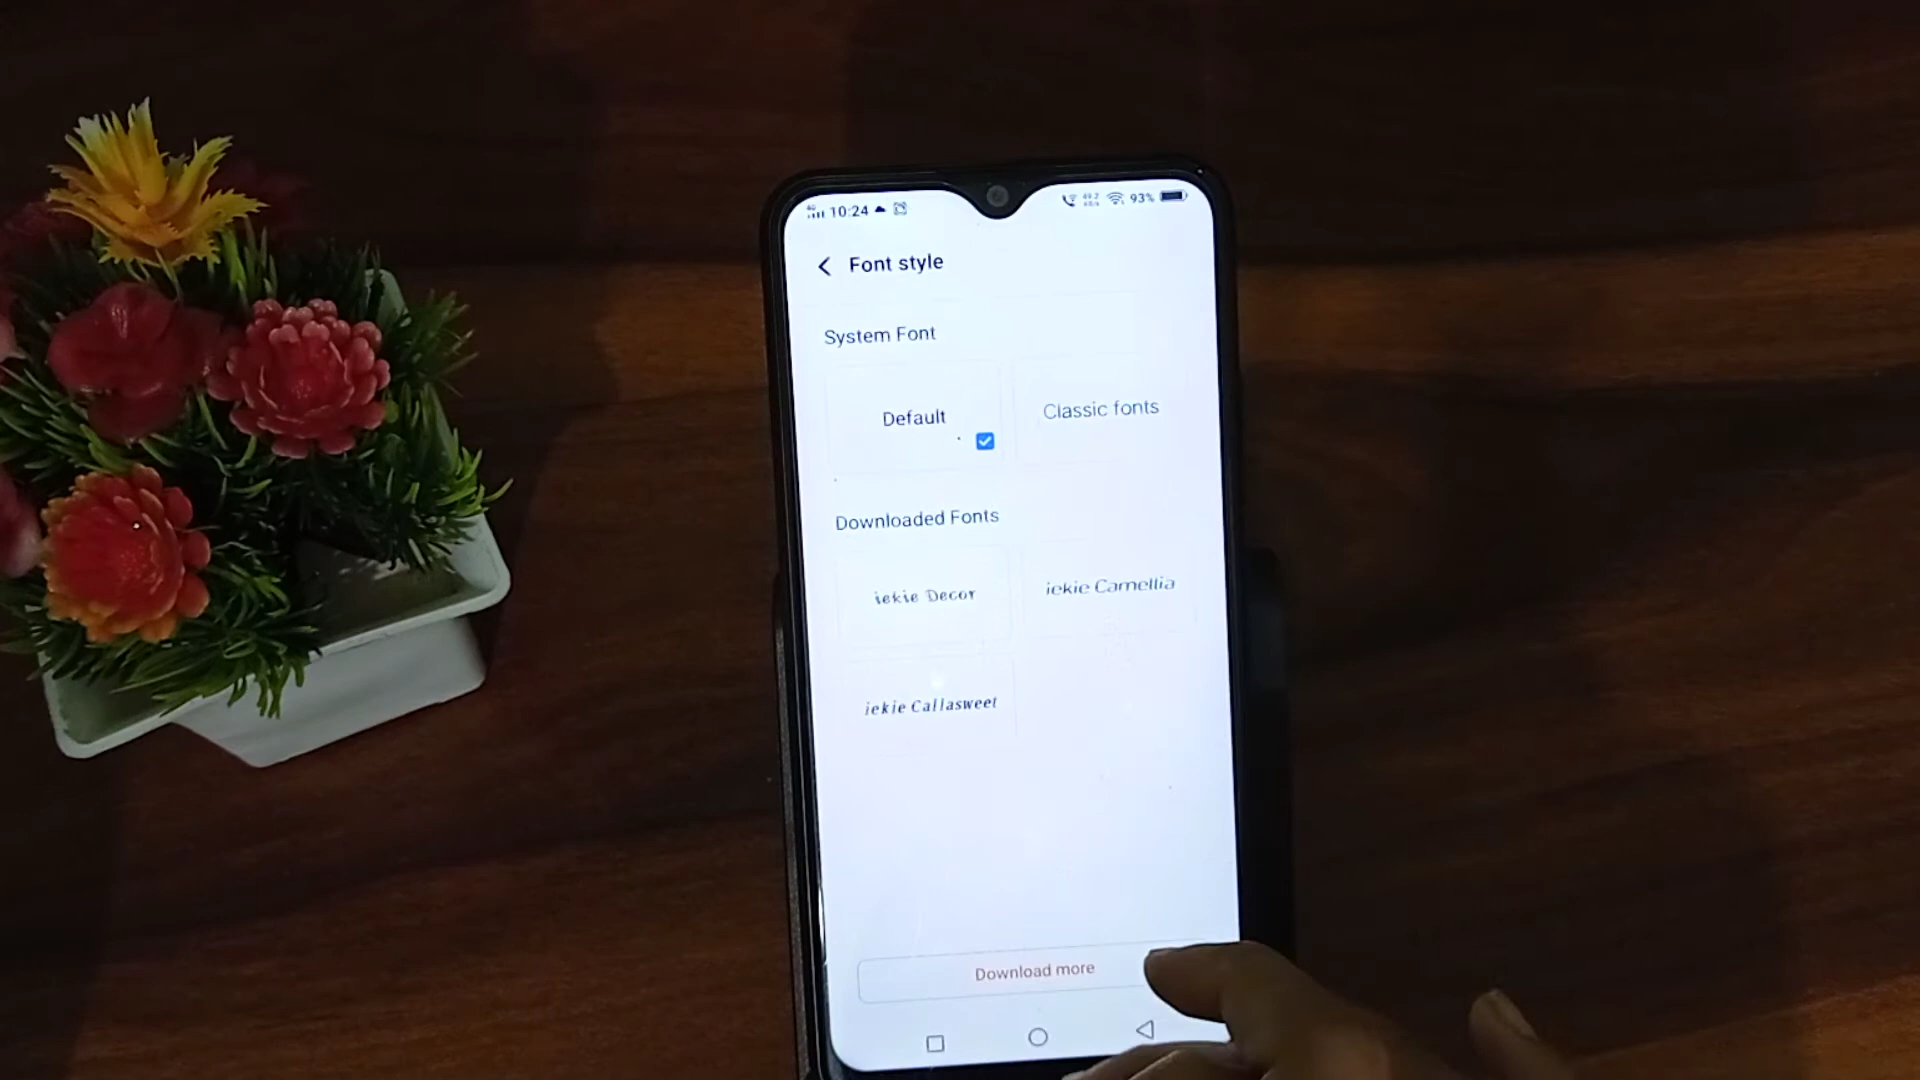 10:24
93%
Font style
System Font
Default
Classic fonts
Downloaded Fonts
iekie Decor
iekie Camellia
iekie Callasweet
Download more